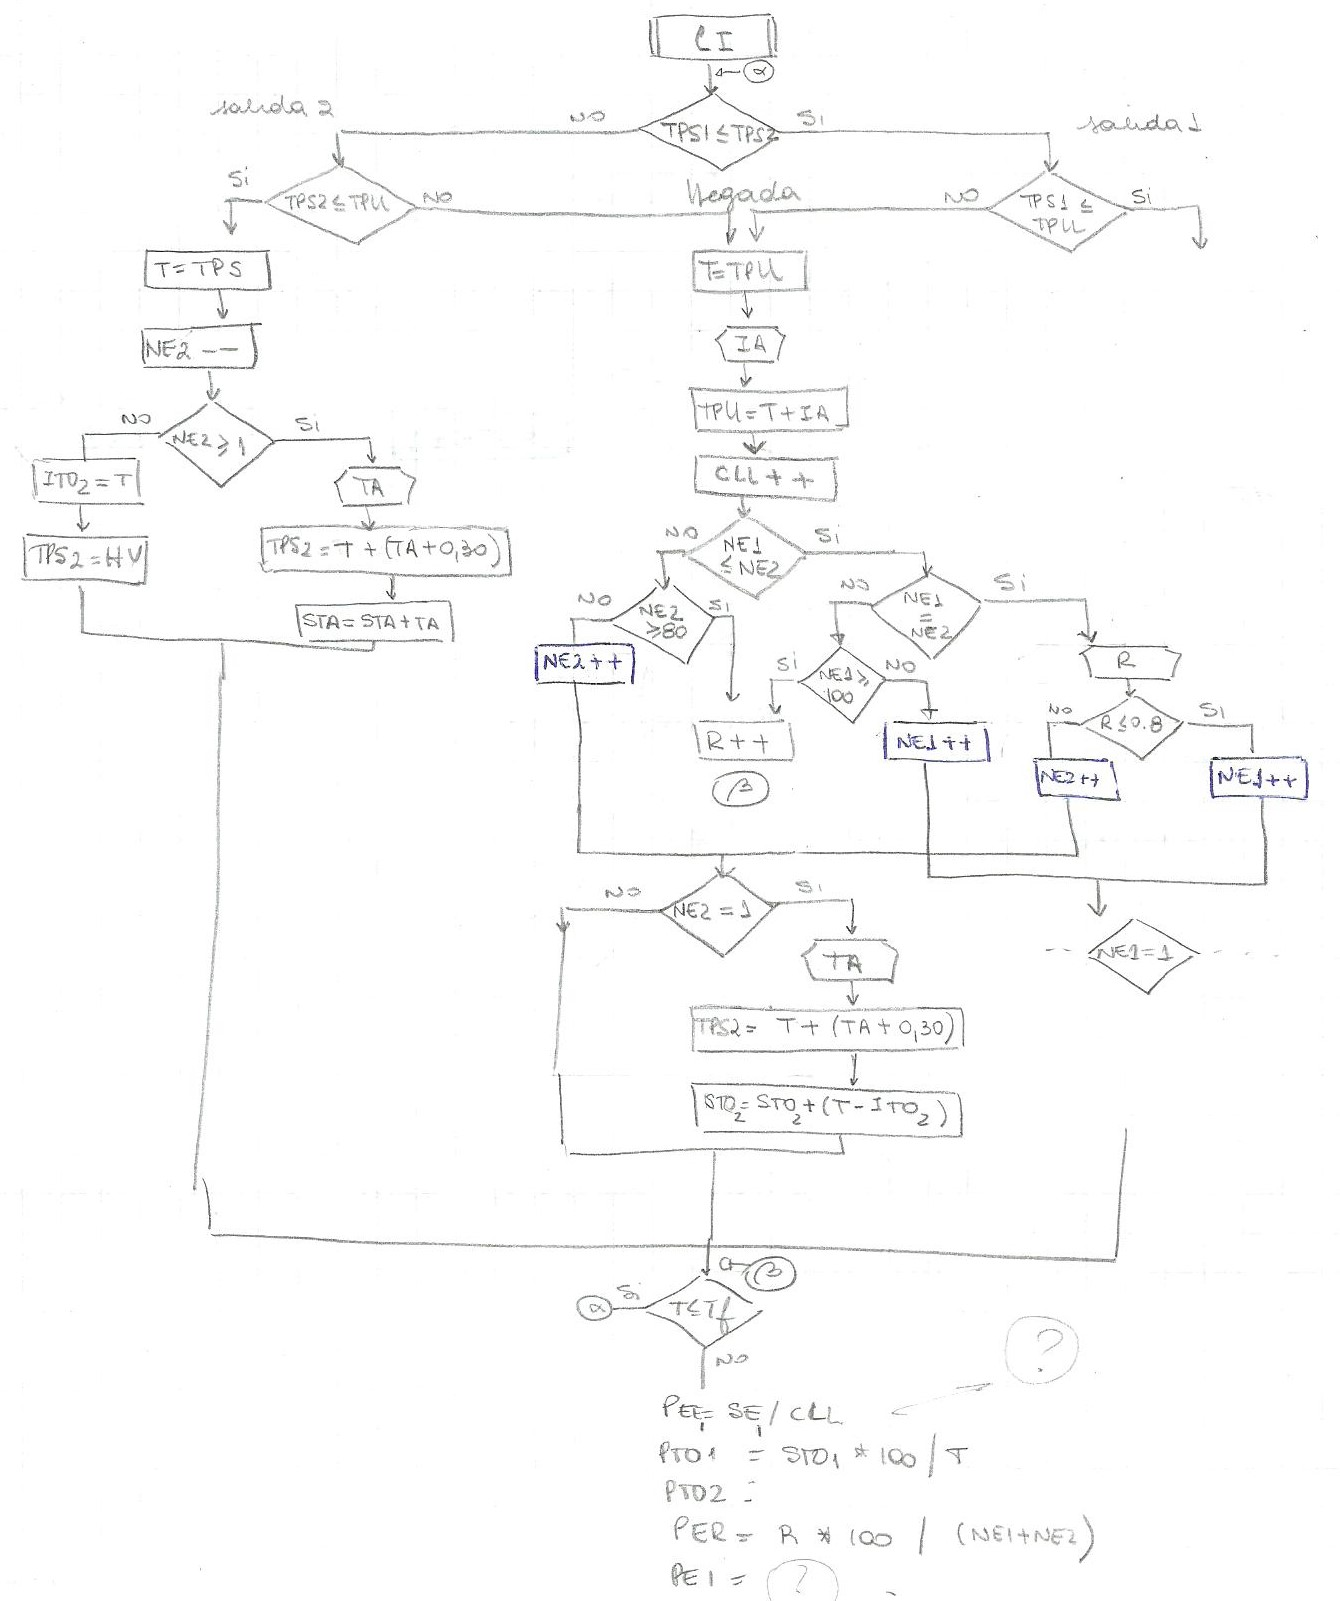 CI
α
salida 2
NO
TPS1 ≤ TPS2
Si
salida 1
Si
TPS2 ≤ TPLL
NO
llegada
NO
TPS1 ≤
TPLL
Si
T = TPS
T = TPLL
NE2 --
IA
TPLL = T + IA
NO
NE2 ≥ 1
Si
ITO2 = T
TA
CLL + +
TPS2 = HV
TPS2 = T + (TA + 0,30)
NO
NE1
≤ NE2
Si
STA = STA + TA
NO
NE2
≥ 80
Si
NO
NE1
=
NE2
Si
NE2 + +
Si
NE1 ≥
100
NO
R
R + +
NE1 + +
NO
R ≤ 0.8
Si
β
NE2 + +
NE1 + +
NO
NE2 = 1
Si
TA
NE1 = 1
TPS2 = T + (TA + 0,30)
STO2 = STO2 + (T - ITO2)
β
α
Si
T ≤ Tf
NO
?
PEE1 = SE1 / CLL
PTO1 = STO1 * 100 / T
PTO2 =
PER = R * 100 / (NE1+NE2)
PE1 = ?